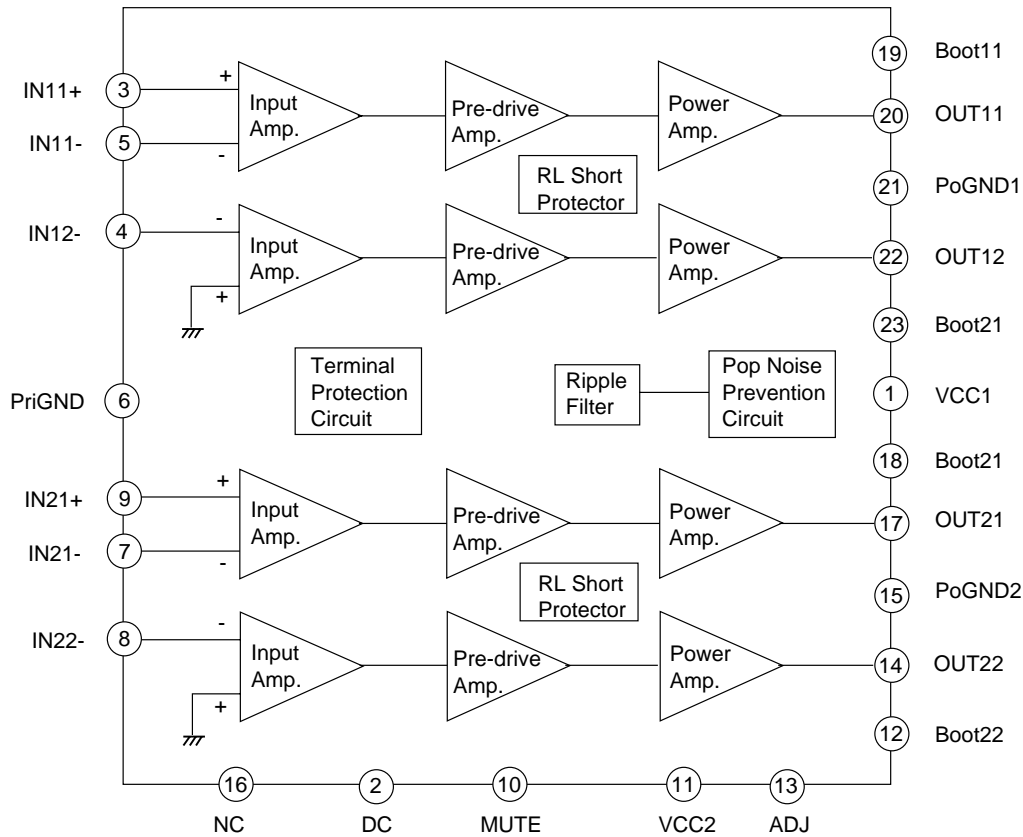 19
Boot11
IN11+
3
+
Input
Amp.
Pre-drive
Amp.
Power
Amp.
20
OUT11
IN11-
5
-
RL Short
Protector
21
PoGND1
IN12-
4
-
Input
Amp.
+
Pre-drive
Amp.
Power
Amp.
22
OUT12
23
Boot21
PriGND
6
Terminal
Protection
Circuit
Ripple
Filter
Pop Noise
Prevention
Circuit
1
VCC1
18
Boot21
IN21+
9
+
Input
Amp.
Pre-drive
Amp.
Power
Amp.
17
OUT21
IN21-
7
-
RL Short
Protector
15
PoGND2
IN22-
8
-
Input
Amp.
+
Pre-drive
Amp.
Power
Amp.
14
OUT22
12
Boot22
16
2
10
11
13
NC
DC
MUTE
VCC2
ADJ